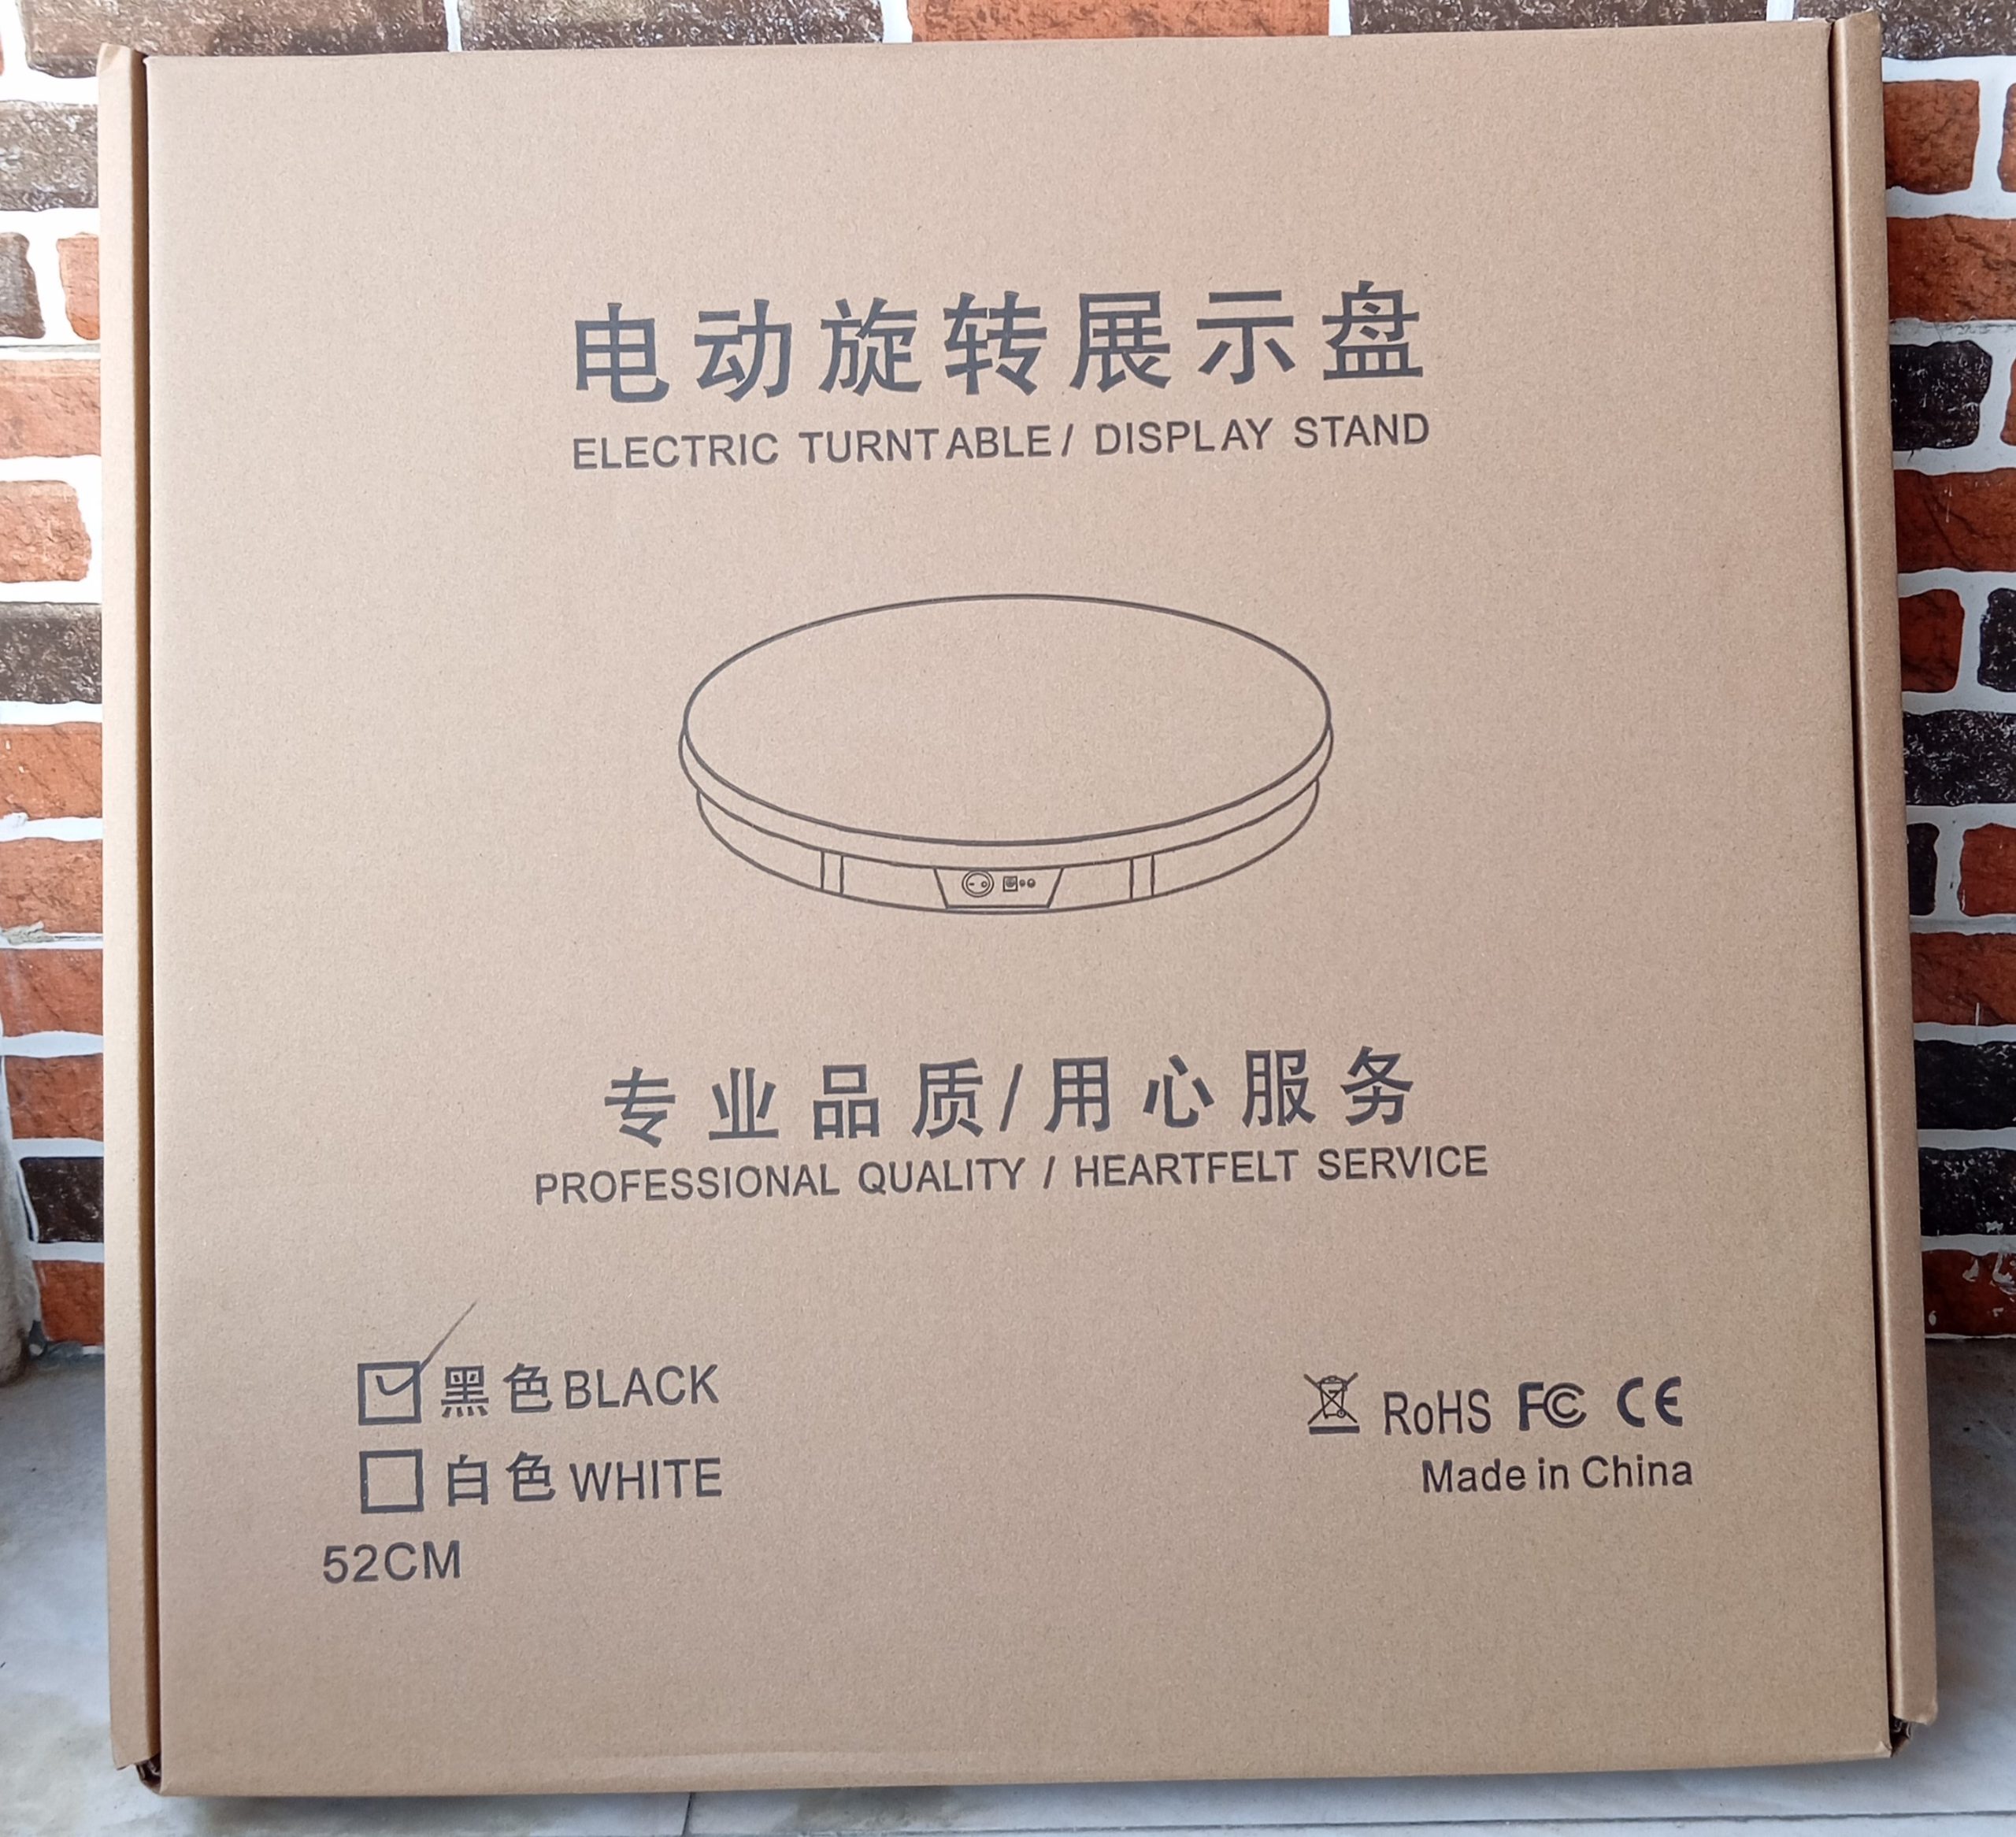 电动旋转展示盘
ELECTRIC TURNTABLE/ DISPLAY STAND
专业品质/用心服务
PROFESSIONAL QUALITY / HEARTFELT SERVICE
黑色BLACK
白色WHITE
52CM
RoHS FC CE
Made in China